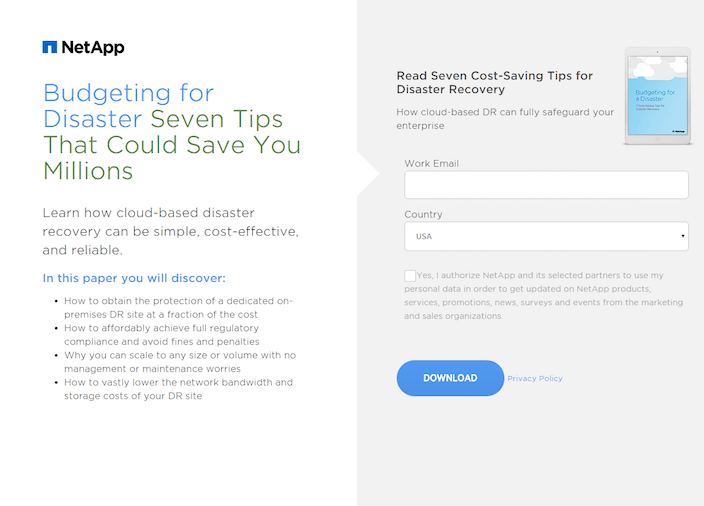 NetApp
Budgeting for
Disaster Seven Tips
That Could Save You
Millions
Learn how cloud-based disaster
recovery can be simple, cost-effective,
and reliable.
In this paper you will discover:
• How to obtain the protection of a dedicated on-
premises DR site at a fraction of the cost
• How to affordably achieve full regulatory
compliance and avoid fines and penalties
• Why you can scale to any size or volume with no
management or maintenance worries
• How to vastly lower the network bandwidth and
storage costs of your DR site
Read Seven Cost-Saving Tips for
Disaster Recovery
How cloud-based DR can fully safeguard your
enterprise
Budgeting for
a Disaster
NetApp
Work Email
Country
USA
Yes, I authorize NetApp and its selected partners to use my
personal data in order to get updated on NetApp products,
services, promotions, news, surveys and events from the marketing
and sales organizations.
DOWNLOAD
Privacy Policy